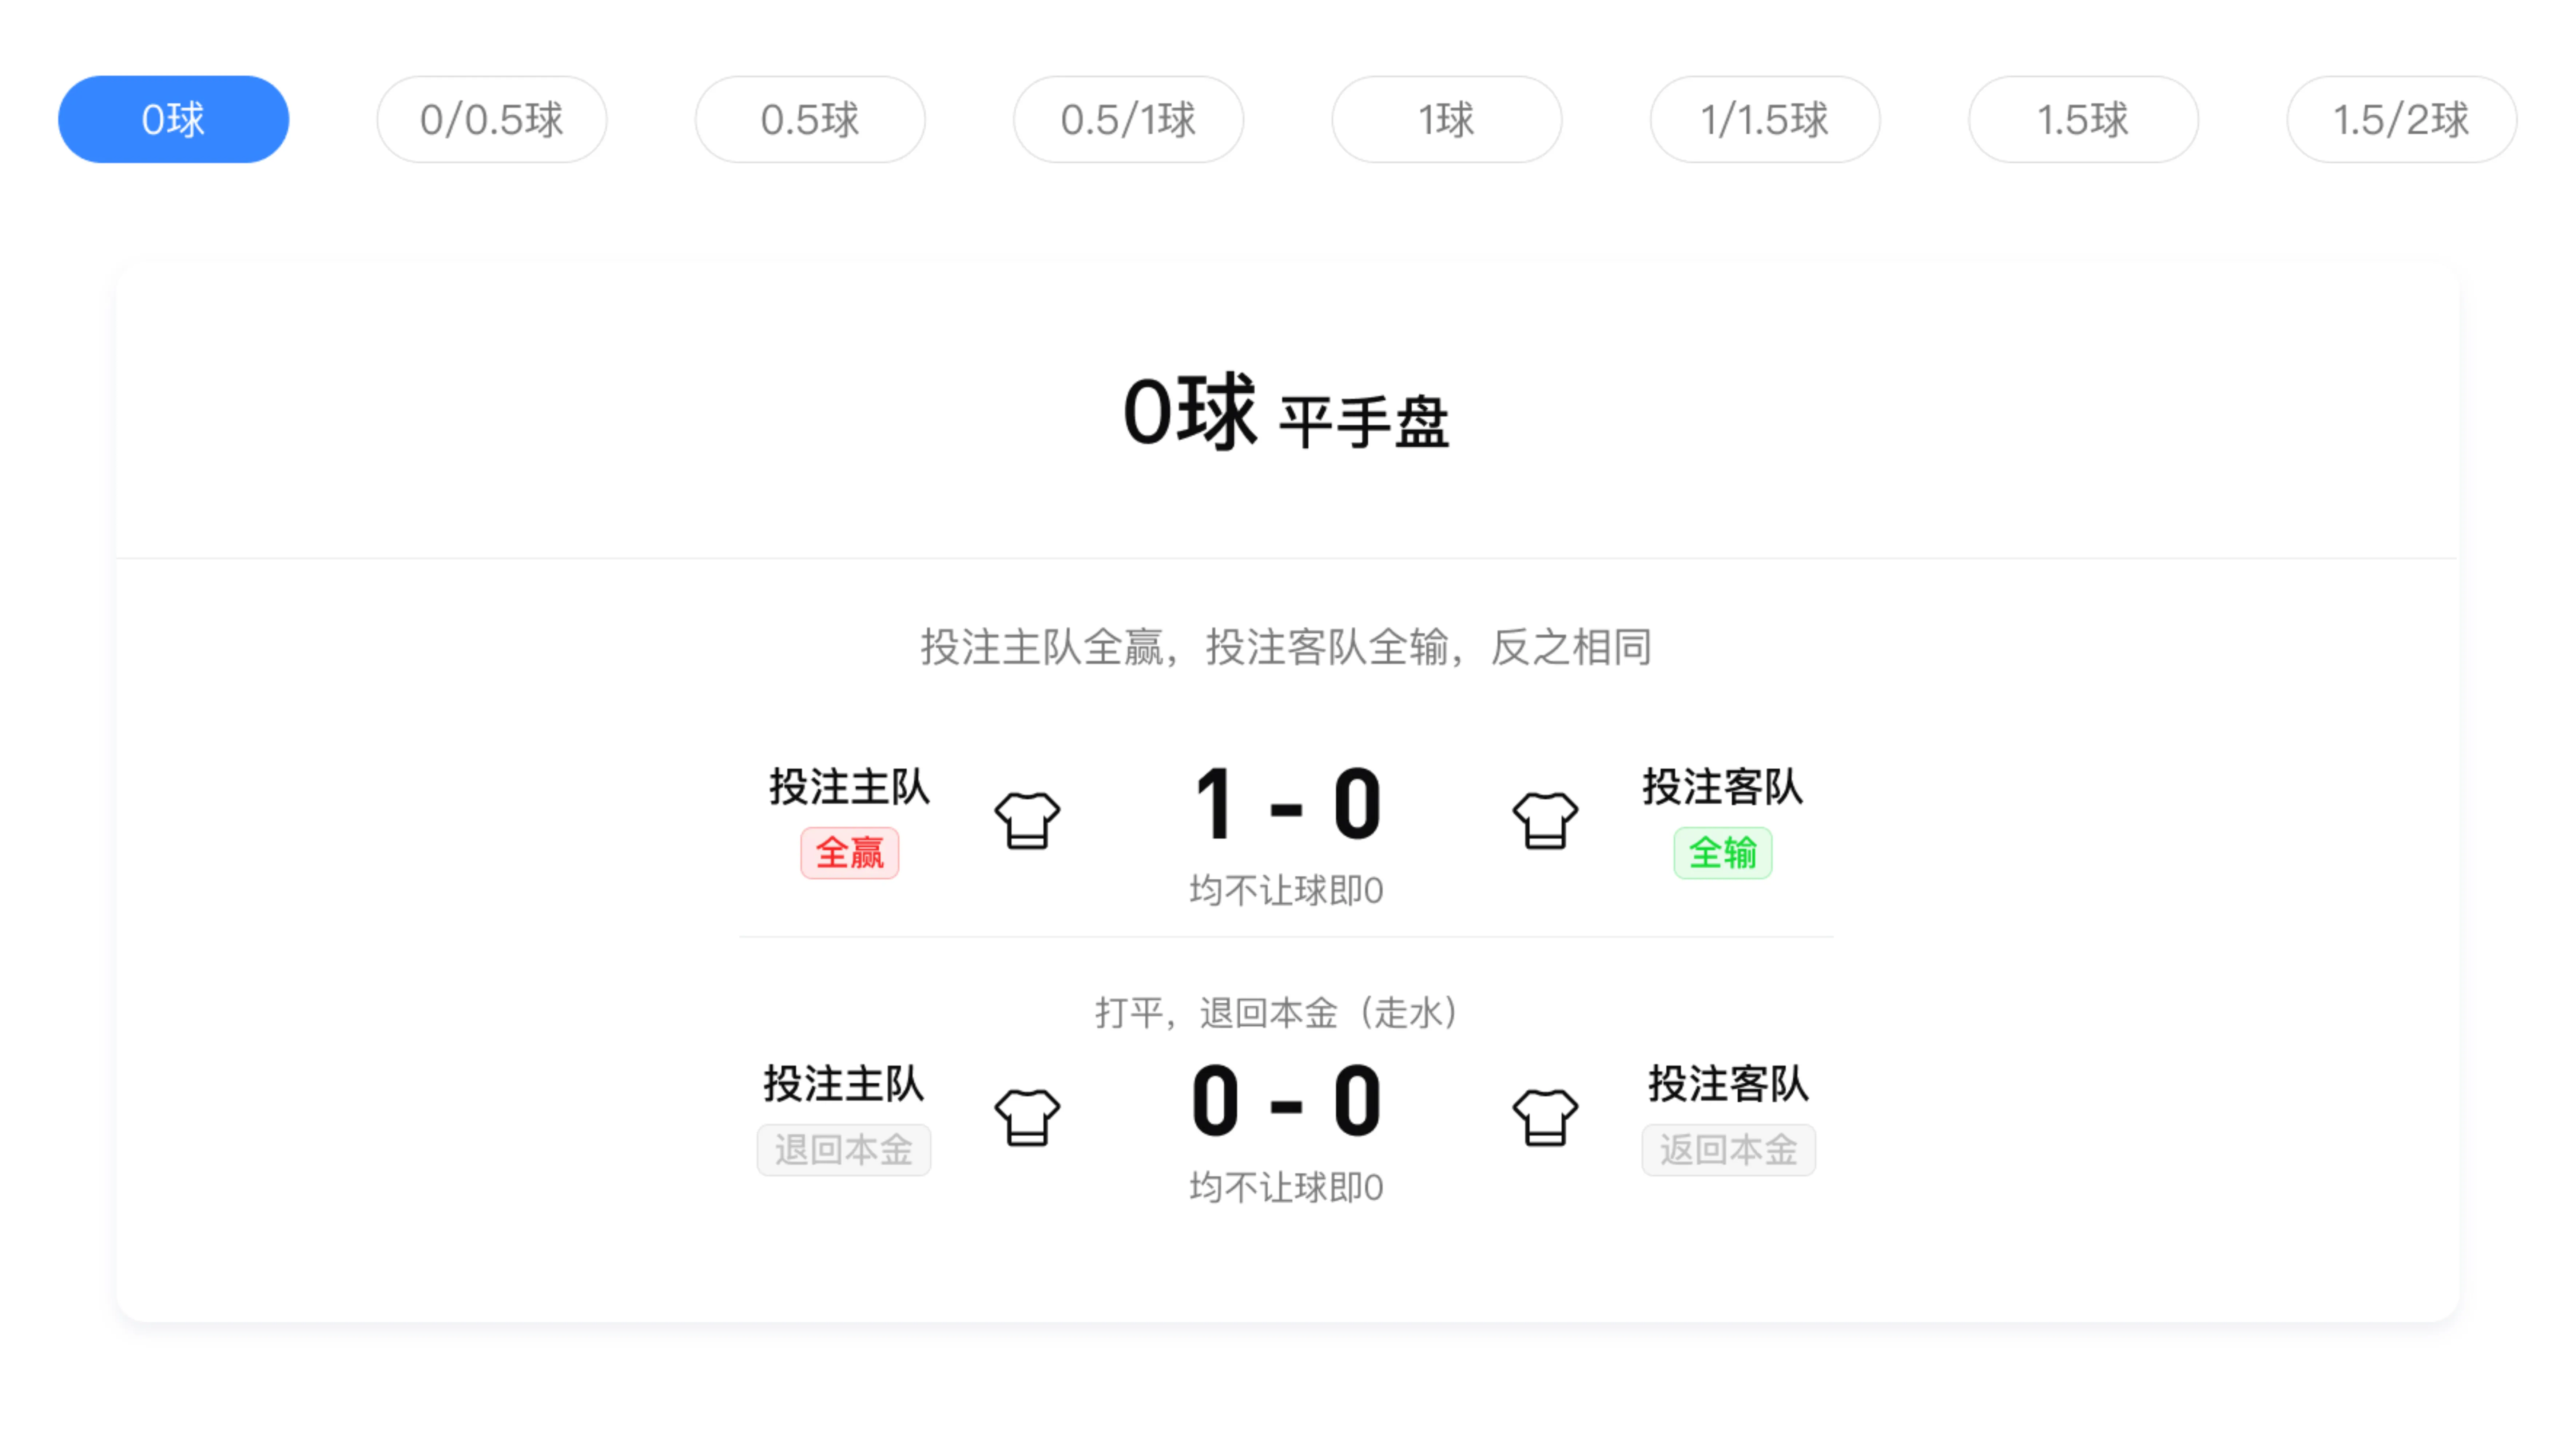 0球 0/0.5球 0.5球 0.5/1球 1球 1/1.5球 1.5球 1.5/2球
0球 平手盘
投注主队全赢，投注客队全输，反之相同
投注主队 1 - 0 投注客队
全赢 全输
均不让球即0
打平，退回本金（走水）
投注主队 0 - 0 投注客队
退回本金 返回本金
均不让球即0